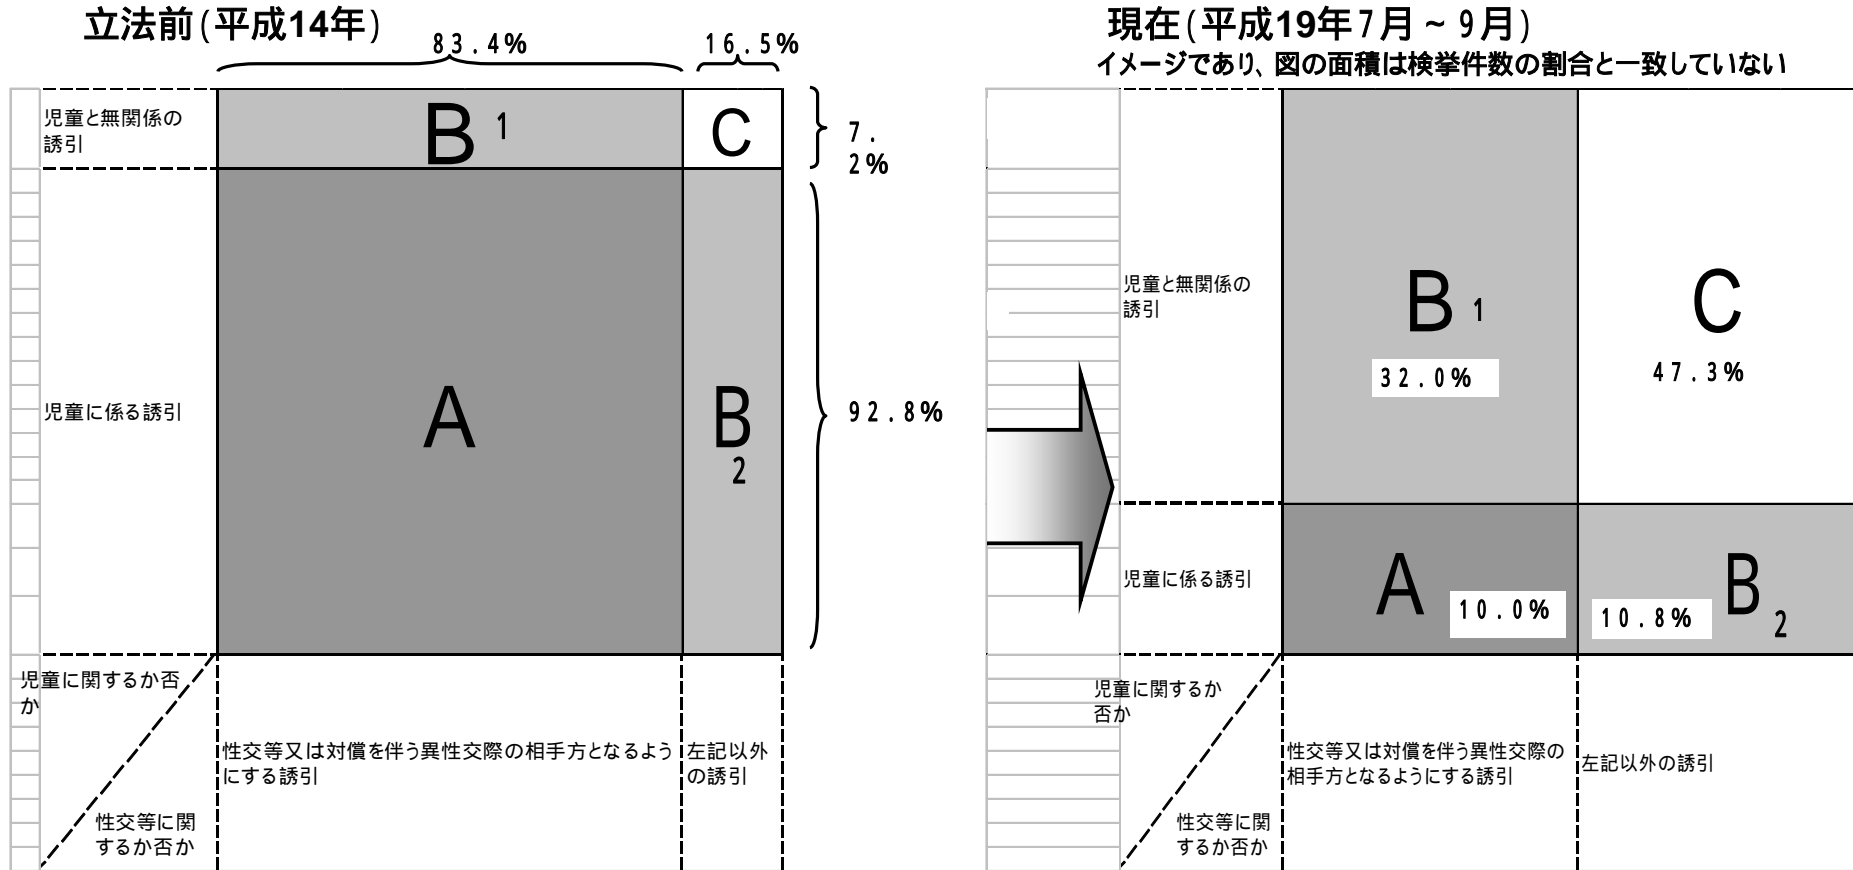 立法前(平成14年)
83.4%
16.5%
児童と無関係の
誘引
B 1
C
7.
2%
児童に係る誘引
A
B
2
92.8%
児童に関するか否
か
性交等に関
するか否か
性交等又は対償を伴う異性交際の相手方となるよう
にする誘引
左記以外
の誘引
現在(平成19年7月~9月)
イメージであり、図の面積は検挙件数の割合と一致していない
児童と無関係の
誘引
B 1
32.0%
C
47.3%
児童に係る誘引
A
10.0%
10.8%
B 2
児童に関するか
否か
性交等に関
するか否か
性交等又は対償を伴う異性交際の
相手方となるようにする誘引
左記以外の誘引